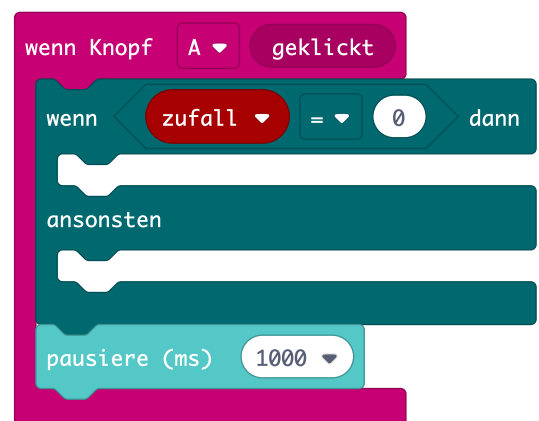 wenn Knopf A geklickt
wenn zufall = 0 dann
ansonsten
pausiere (ms) 1000